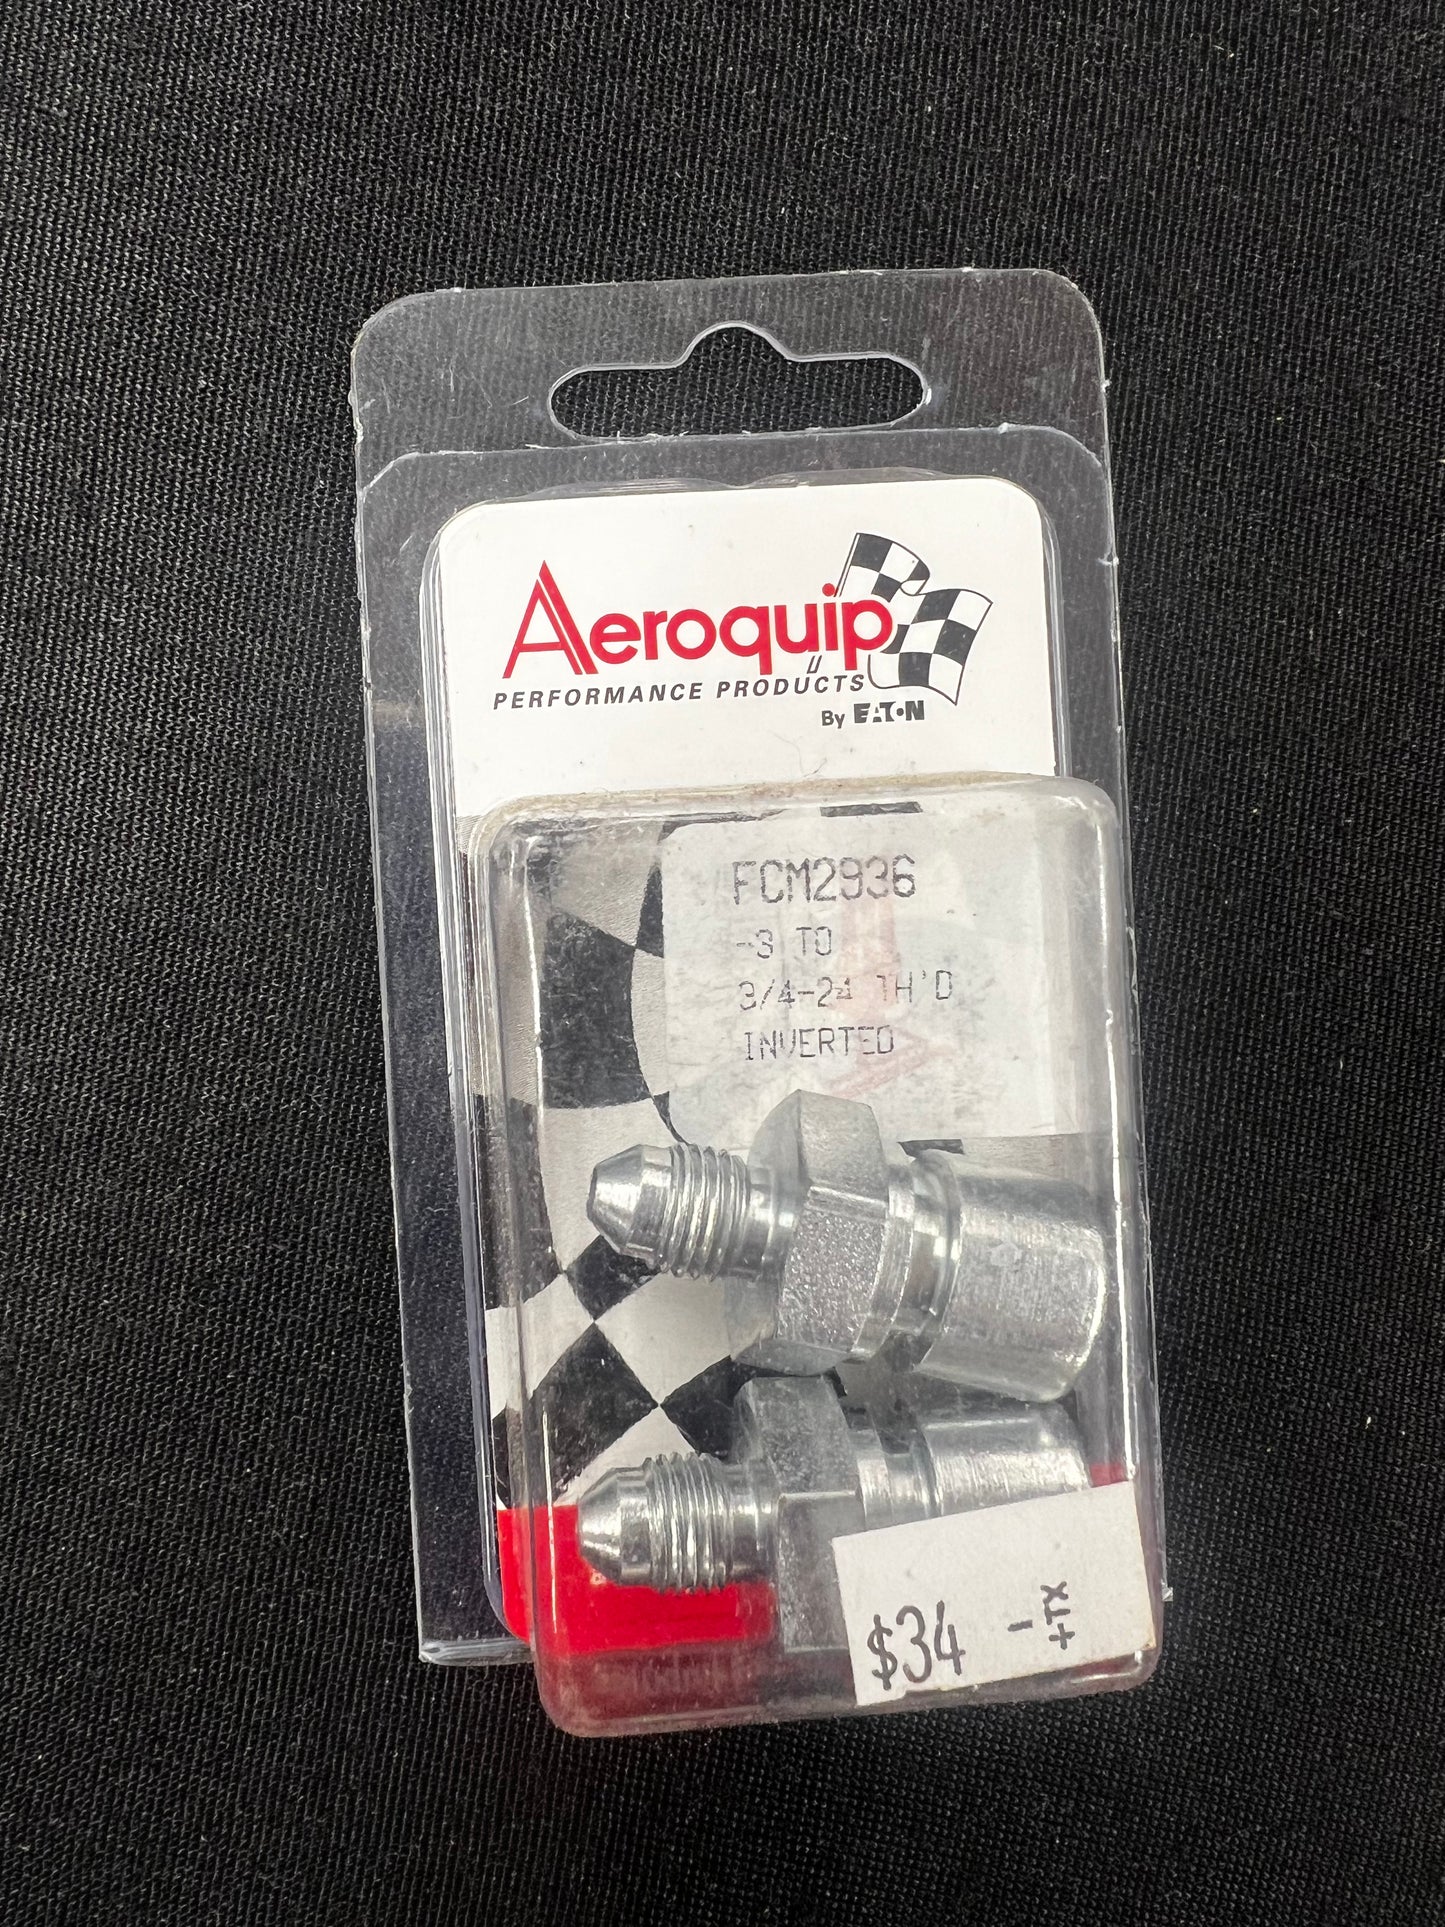 Aeroquip
PERFORMANCE PRODUCTS
By EATON
FCM2936
-3 TO
3/4-24 TH'D
INVERTED
$34 -